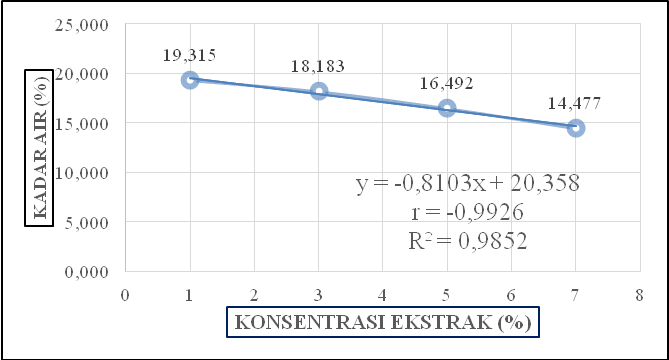 25,000
20,000
15,000
10,000
5,000
0,000
KADAR AIR (%)
19,315
18,183
16,492
14,477
y = -0,8103x + 20,358
r = -0,9926
R² = 0,9852
0 1 2 3 4 5 6 7 8
KONSENTRASI EKSTRAK (%)